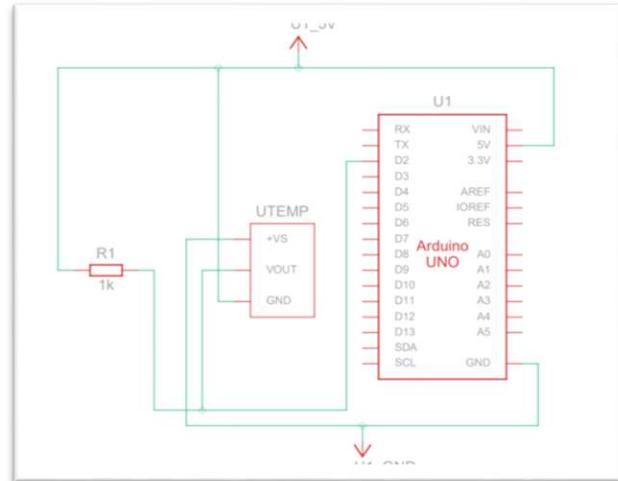 U1_5V
U1
RX VIN
TX 5V
D2 3.3V
D3
D4 AREF
D5 IOREF
D6 RES
D7
D8 A0
D9 A1
D10 A2
D11 A3
D12 A4
D13 A5
SDA
SCL GND
Arduino
UNO
UTEMP
+VS
VOUT
GND
R1
1k
U1_GND